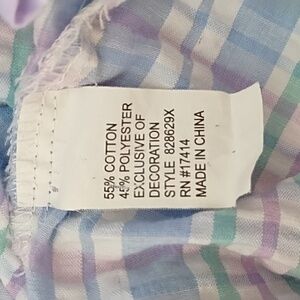 55% COTTON
45% POLYESTER
EXCLUSIVE OF
DECORATION
STYLE 828629X
RN #17414
MADE IN CHINA